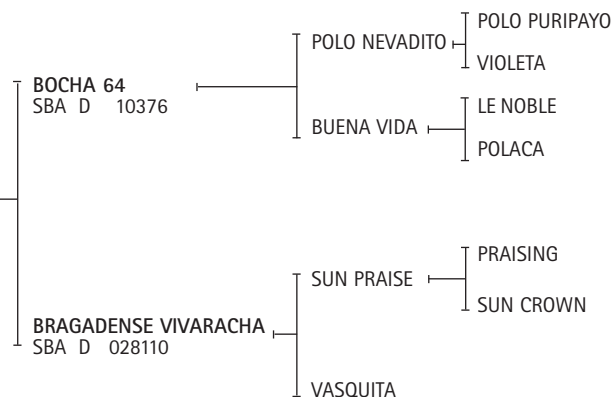 POLO PURIPAYO
POLO NEVADITO
VIOLETA
BOCHA 64
SBA D 10376
LE NOBLE
BUENA VIDA
POLACA
PRAISING
SUN PRAISE
SUN CROWN
BRAGADENSE VIVARACHA
SBA D 028110
VASQUITA